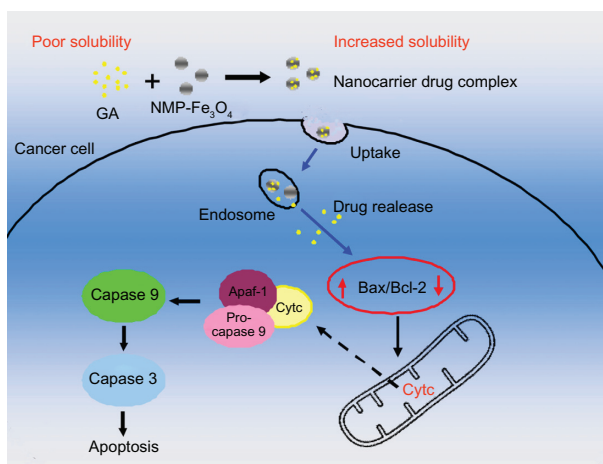 Poor solubility
Increased solubility
GA
+
NMP-Fe₃O₄
Nanocarrier drug complex
Cancer cell
Uptake
Endosome
Drug realease
Bax/Bcl-2
Apaf-1
Cytc
Pro-
capase 9
Capase 9
Cytc
Capase 3
Apoptosis